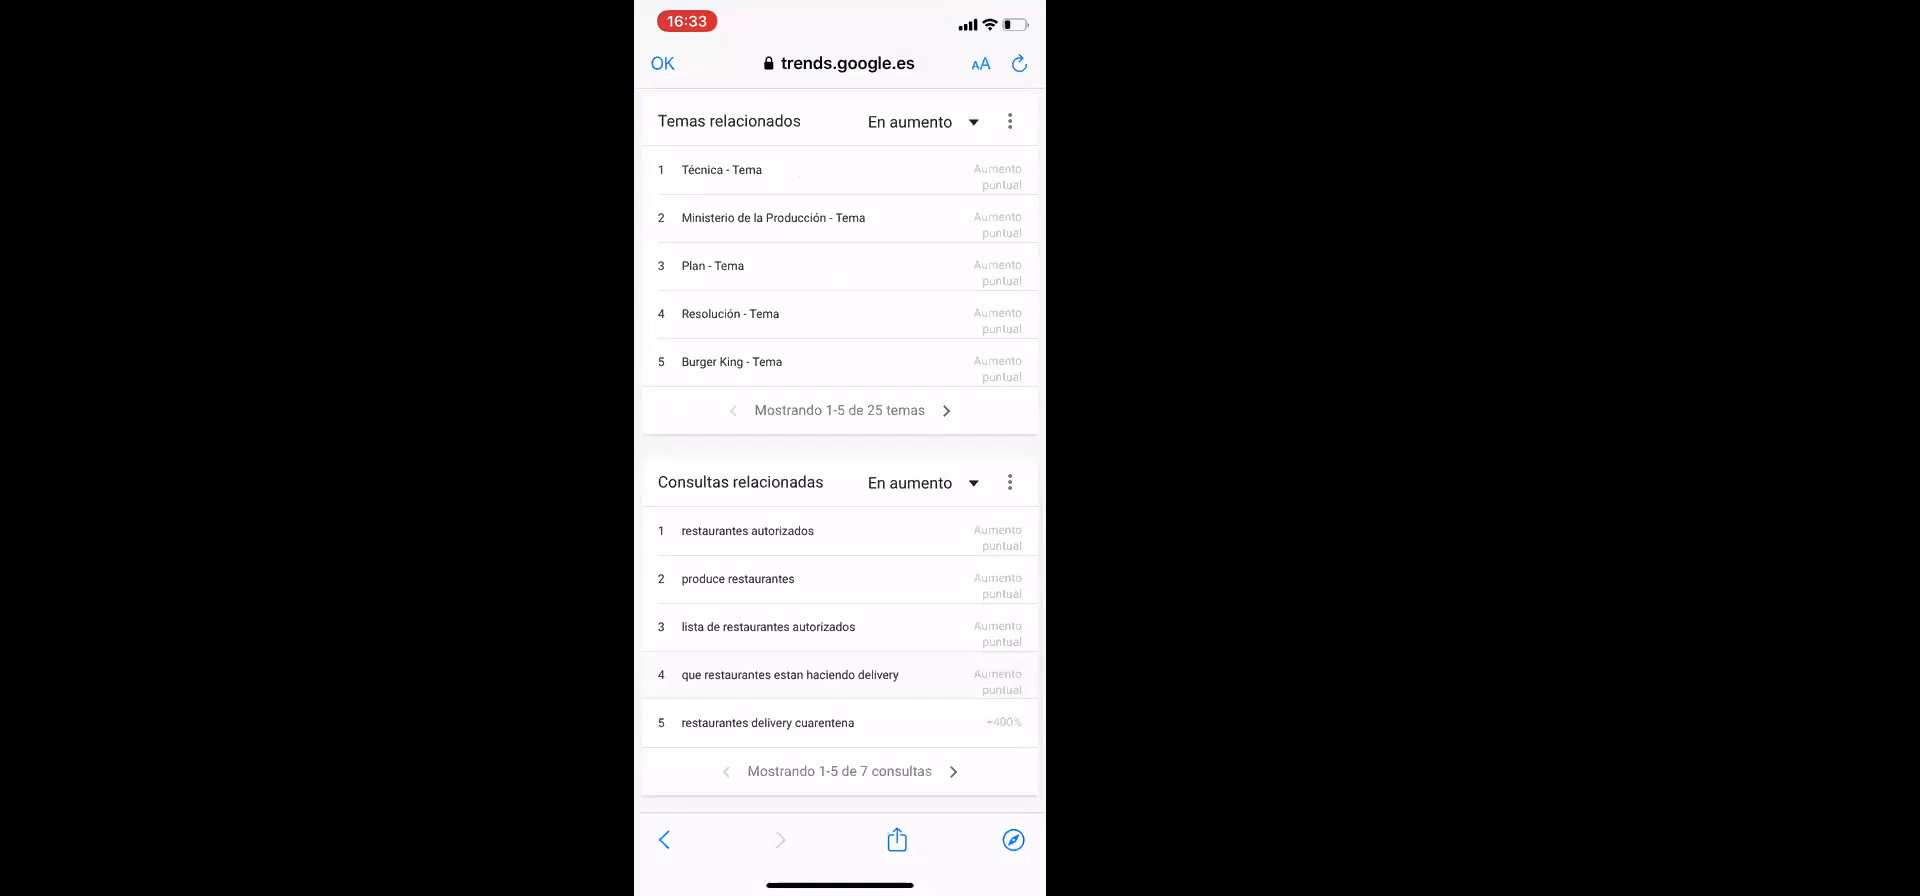 16:33
OK
trends.google.es
AA
Temas relacionados
En aumento
1 Técnica - Tema Aumento
puntual
2 Ministerio de la Producción - Tema Aumento
puntual
3 Plan - Tema Aumento
puntual
4 Resolución - Tema Aumento
puntual
5 Burger King - Tema Aumento
puntual
Mostrando 1-5 de 25 temas
Consultas relacionadas
En aumento
1 restaurantes autorizados Aumento
puntual
2 produce restaurantes Aumento
puntual
3 lista de restaurantes autorizados Aumento
puntual
4 que restaurantes estan haciendo delivery Aumento
puntual
5 restaurantes delivery cuarentena +400%
Mostrando 1-5 de 7 consultas